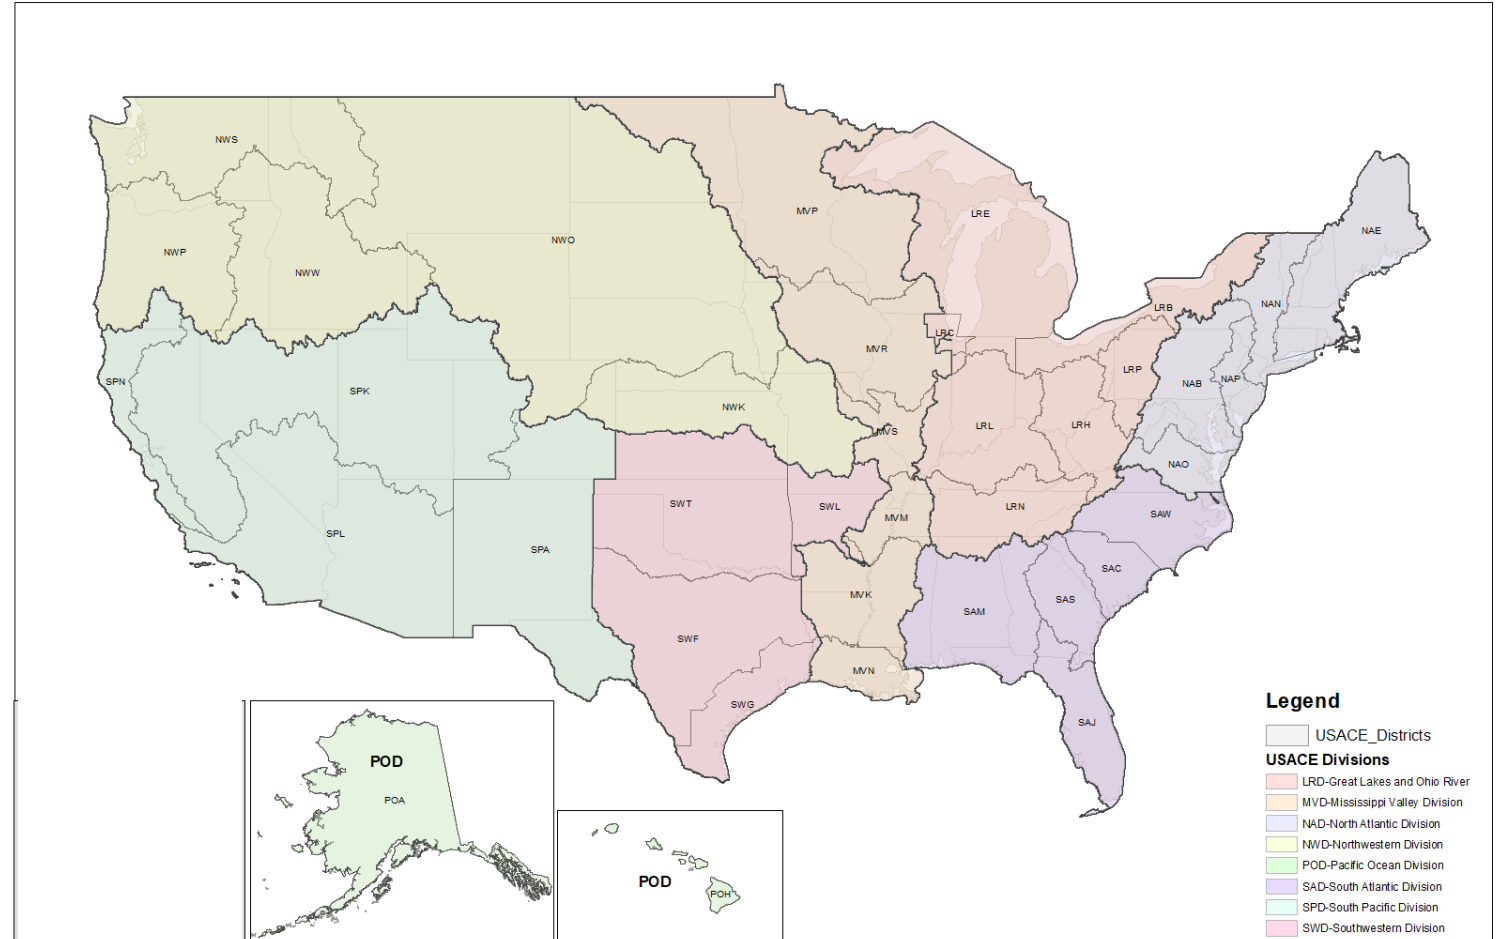 NWS
MVP
LRE
NAE
NWP
NWO
NWW
NAN
LRB
LRC
MVR
SPN
SPK
LRP
NAB
NAP
NWK
MVS
LRL
LRH
NAO
SWT
SWL
MVM
LRN
SAW
SPL
SPA
SAC
MVK
SAM
SAS
SWF
MVN
SWG
SAJ
POD
POA
POD
POH
Legend
USACE_Districts
USACE Divisions
LRD-Great Lakes and Ohio River
MVD-Mississippi Valley Division
NAD-North Atlantic Division
NWD-Northwestern Division
POD-Pacific Ocean Division
SAD-South Atlantic Division
SPD-South Pacific Division
SWD-Southwestern Division